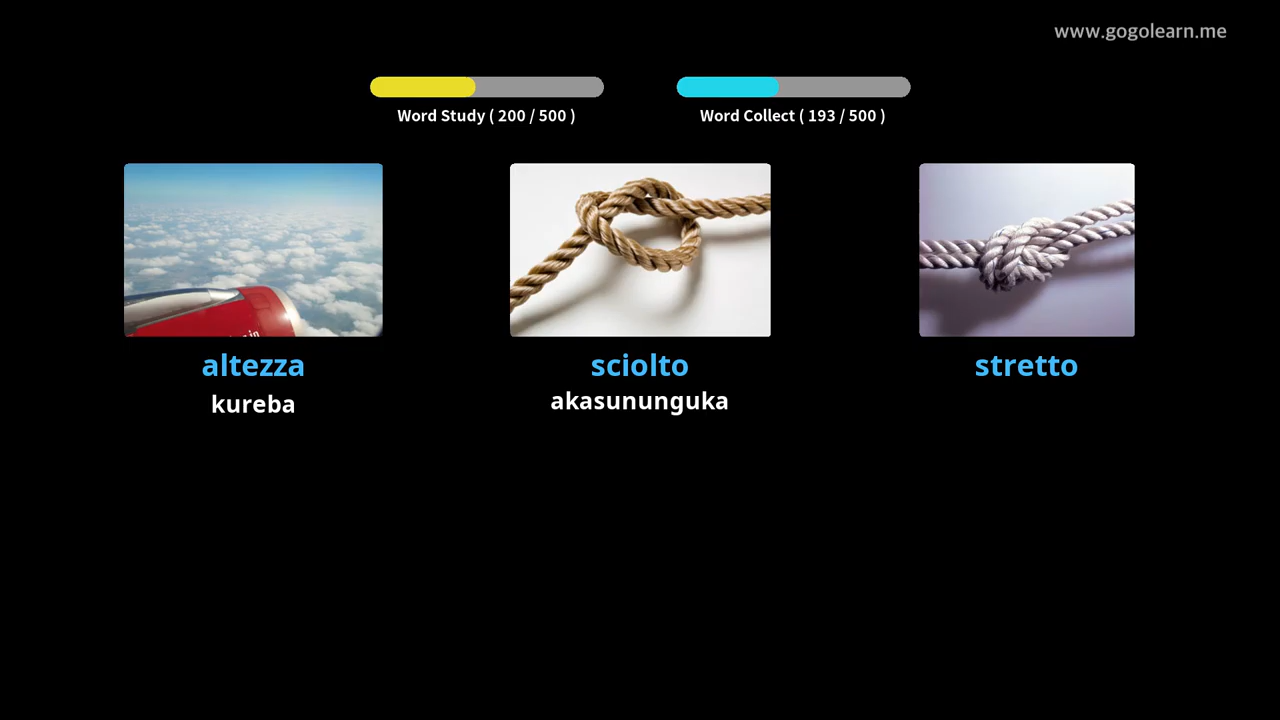 www.gogolearn.me
Word Study ( 200 / 500 )
Word Collect ( 193 / 500 )
altezza
sciolto
stretto
kureba
akasununguka